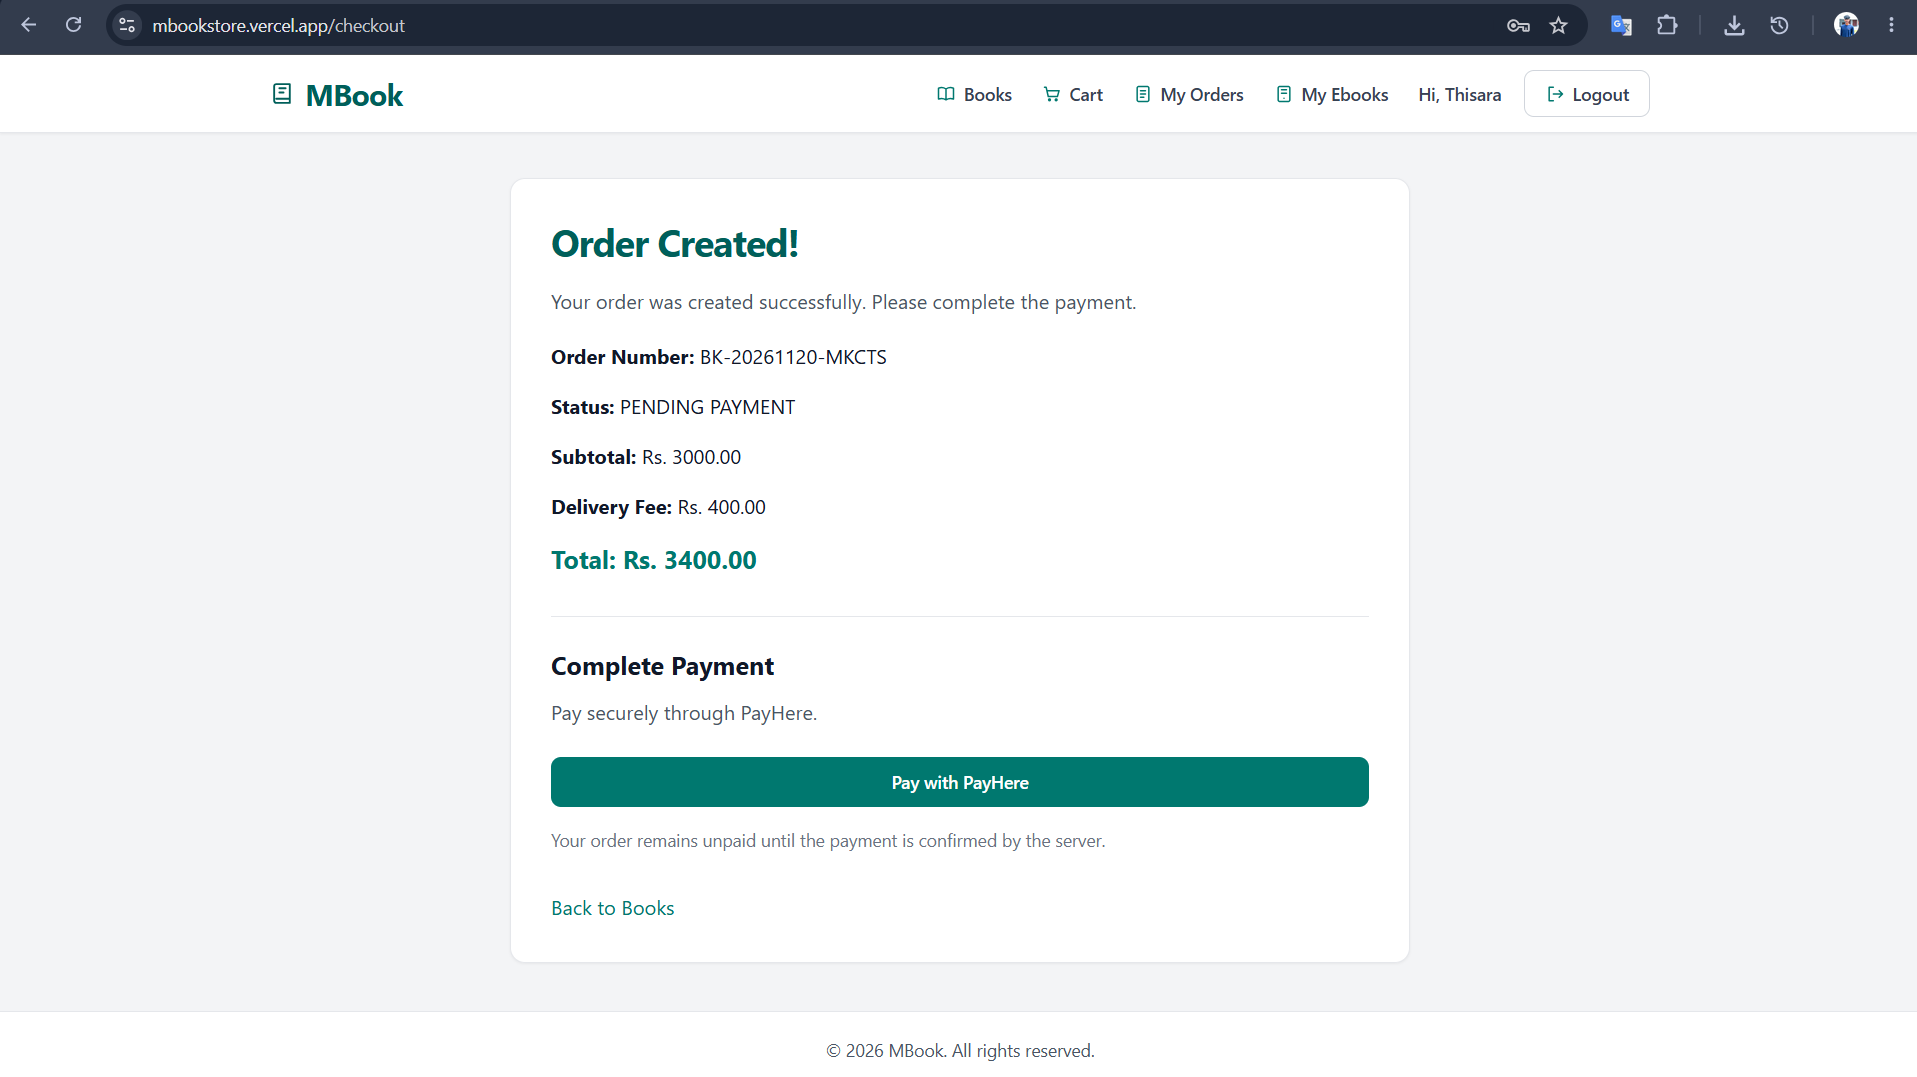 mbookstore.vercel.app/checkout
MBook
Books
Cart
My Orders
My Ebooks
Hi, Thisara
Logout
Order Created!
Your order was created successfully. Please complete the payment.
Order Number: BK-20261120-MKCTS
Status: PENDING PAYMENT
Subtotal: Rs. 3000.00
Delivery Fee: Rs. 400.00
Total: Rs. 3400.00
Complete Payment
Pay securely through PayHere.
Pay with PayHere
Your order remains unpaid until the payment is confirmed by the server.
Back to Books
© 2026 MBook. All rights reserved.